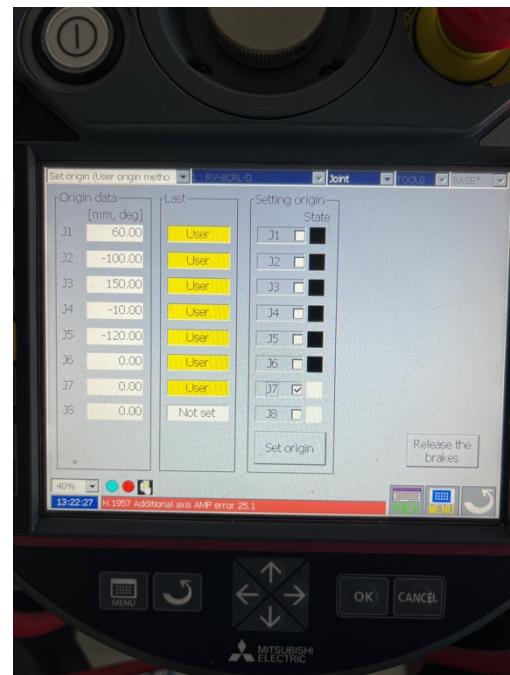 Set origin (User origin metho
1 : RV-8CRL-D
Joint
TOOL0
BASE*
Origin data
[mm, deg]
Last
Setting origin
State
J1 60.00 User J1
J2 -100.00 User J2
J3 150.00 User J3
J4 -10.00 User J4
J5 -120.00 User J5
J6 0.00 User J6
J7 0.00 User J7
J8 0.00 Not set J8
Set origin
Release the
brakes
40%
13:22:27 H.1957 Additional axis AMP error 25.1
KEY
MENU
MENU
OK
CANCEL
MITSUBISHI
ELECTRIC